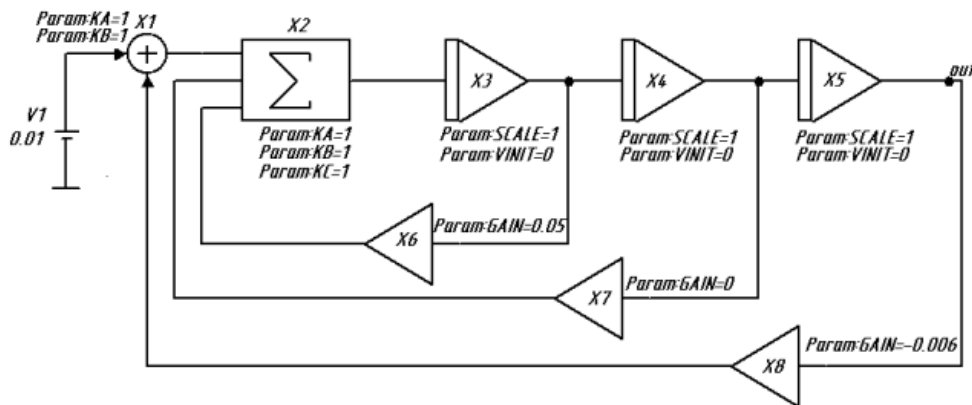 Param:KA=1
Param:KB=1
X1
X2
V1
0.01
Param:KA=1
Param:KB=1
Param:KC=1
X3
Param:SCALE=1
Param:VINIT=0
X4
Param:SCALE=1
Param:VINIT=0
X5
Param:SCALE=1
Param:VINIT=0
out
X6
Param:GAIN=0.05
X7
Param:GAIN=0
X8
Param:GAIN=-0.006